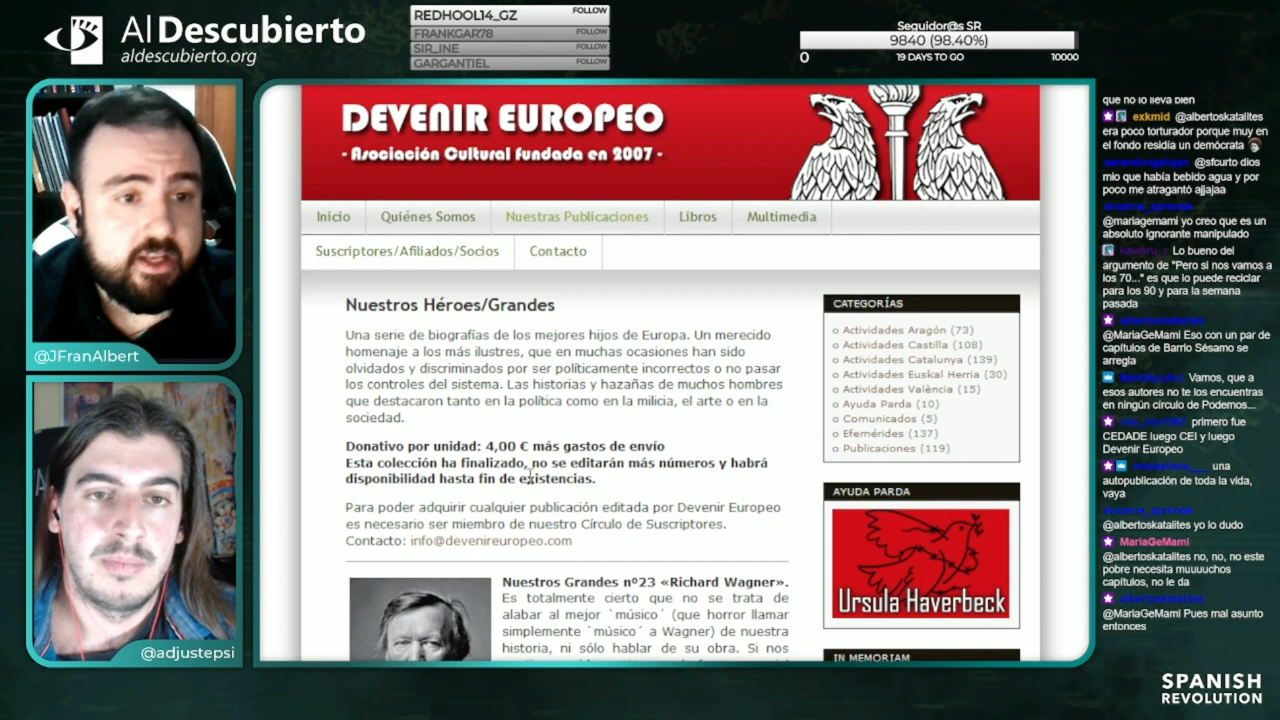 Al Descubierto
aldescubierto.org
REDHOOL14_GZ
FOLLOW
FRANKGAR78
FOLLOW
SIR_INE
FOLLOW
GARGANTIEL
FOLLOW
Seguidor@s SR
9840 (98.40%)
0
19 DAYS TO GO
10000
@JFranAlbert
@adjustepsi
DEVENIR EUROPEO
- Asociación Cultural fundada en 2007 -
Inicio
Quiénes Somos
Nuestras Publicaciones
Libros
Multimedia
Suscriptores/Afiliados/Socios
Contacto
Nuestros Héroes/Grandes
Una serie de biografías de los mejores hijos de Europa. Un merecido
homenaje a los más ilustres, que en muchas ocasiones han sido
olvidados y discriminados por ser políticamente incorrectos o no pasar
los controles del sistema. Las historias y hazañas de muchos hombres
que destacaron tanto en la política como en la milicia, el arte o en la
sociedad.
Donativo por unidad: 4,00 € más gastos de envío
Esta colección ha finalizado, no se editarán más números y habrá
disponibilidad hasta fin de existencias.
Para poder adquirir cualquier publicación editada por Devenir Europeo
es necesario ser miembro de nuestro Círculo de Suscriptores.
Contacto: info@devenireuropeo.com
Nuestros Grandes nº23 «Richard Wagner».
Es totalmente cierto que no se trata de
alabar al mejor `músico´ (que horror llamar
simplemente `músico´ a Wagner) de nuestra
historia, ni sólo hablar de su obra. Si nos
CATEGORÍAS
o Actividades Aragón (73)
o Actividades Castilla (108)
o Actividades Catalunya (139)
o Actividades Euskal Herria (30)
o Actividades València (15)
o Ayuda Parda (10)
o Comunicados (5)
o Efemérides (137)
o Publicaciones (119)
AYUDA PARDA
Ursula Haverbeck
IN MEMORIAM
que no lo lleva bien
exkmid @albertoskatalites
era poco torturador porque muy en
el fondo residía un demócrata
@sfcurto dios
mio que había bebido agua y por
poco me atragantó ajjajaa
@mariagemami yo creo que es un
absoluto ignorante manipulado
Lo bueno del
argumento de "Pero si nos vamos a
los 70..." es que lo puede reciclar
para los 90 y para la semana
pasada
albertoskatalites
@MariaGeMami Eso con un par de
capítulos de Barrio Sésamo se
arregla
Vamos, que a
esos autores no te los encuentras
en ningún círculo de Podemos...
primero fue
CEDADE luego CEI y luego
Devenir Europeo
una
autopublicación de toda la vida,
vaya
@albertoskatalites yo lo dudo
MariaGeMami
@albertoskatalites no, no, no este
pobre necesita muuuuchos
capítulos, no le da
albertoskatalites
@MariaGeMami Pues mal asunto
entonces
SPANISH
REVOLUTION